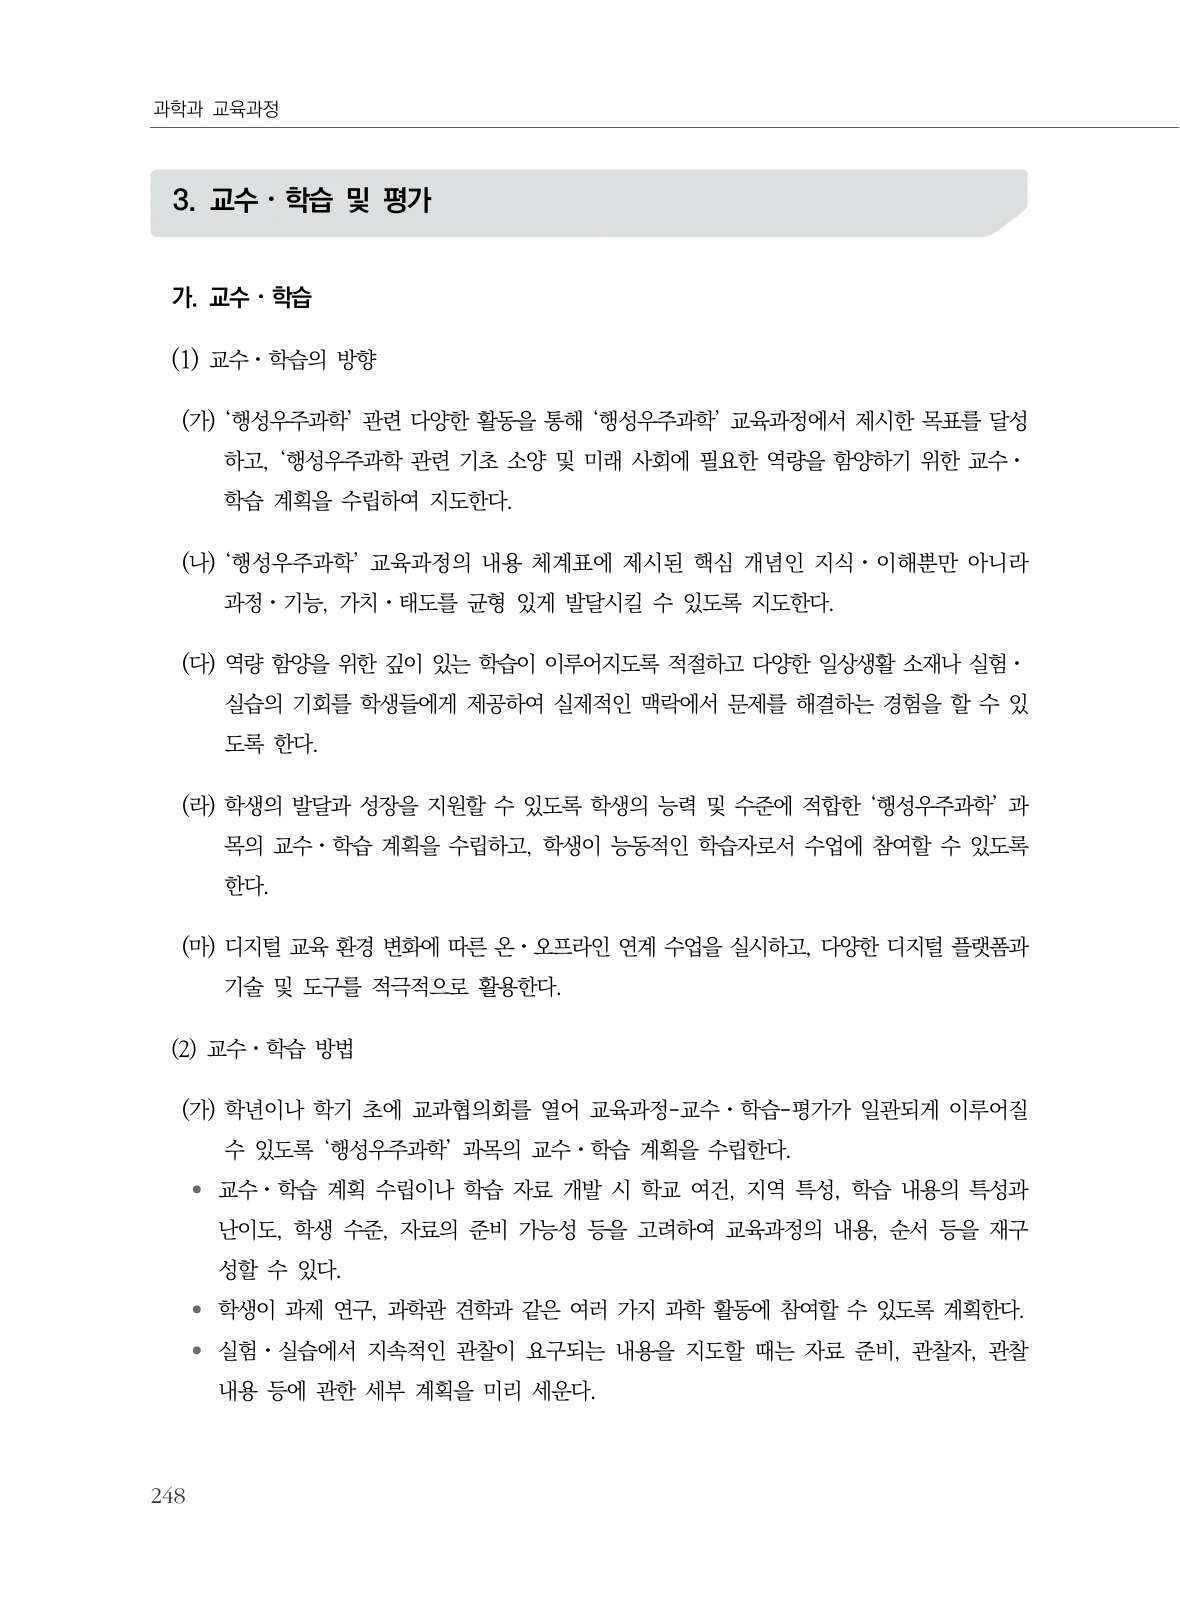 과학과 교육과정
3. 교수·학습 및 평가
가. 교수·학습
(1) 교수·학습의 방향
(가) ‘행성우주과학’ 관련 다양한 활동을 통해 ‘행성우주과학’ 교육과정에서 제시한 목표를 달성
하고, ‘행성우주과학 관련 기초 소양 및 미래 사회에 필요한 역량을 함양하기 위한 교수·
학습 계획을 수립하여 지도한다.
(나) ‘행성우주과학’ 교육과정의 내용 체계표에 제시된 핵심 개념인 지식·이해뿐만 아니라
과정·기능, 가치·태도를 균형 있게 발달시킬 수 있도록 지도한다.
(다) 역량 함양을 위한 깊이 있는 학습이 이루어지도록 적절하고 다양한 일상생활 소재나 실험·
실습의 기회를 학생들에게 제공하여 실제적인 맥락에서 문제를 해결하는 경험을 할 수 있
도록 한다.
(라) 학생의 발달과 성장을 지원할 수 있도록 학생의 능력 및 수준에 적합한 ‘행성우주과학’ 과
목의 교수·학습 계획을 수립하고, 학생이 능동적인 학습자로서 수업에 참여할 수 있도록
한다.
(마) 디지털 교육 환경 변화에 따른 온·오프라인 연계 수업을 실시하고, 다양한 디지털 플랫폼과
기술 및 도구를 적극적으로 활용한다.
(2) 교수·학습 방법
(가) 학년이나 학기 초에 교과협의회를 열어 교육과정-교수·학습-평가가 일관되게 이루어질
수 있도록 ‘행성우주과학’ 과목의 교수·학습 계획을 수립한다.
• 교수·학습 계획 수립이나 학습 자료 개발 시 학교 여건, 지역 특성, 학습 내용의 특성과
난이도, 학생 수준, 자료의 준비 가능성 등을 고려하여 교육과정의 내용, 순서 등을 재구
성할 수 있다.
• 학생이 과제 연구, 과학관 견학과 같은 여러 가지 과학 활동에 참여할 수 있도록 계획한다.
• 실험·실습에서 지속적인 관찰이 요구되는 내용을 지도할 때는 자료 준비, 관찰자, 관찰
내용 등에 관한 세부 계획을 미리 세운다.
248